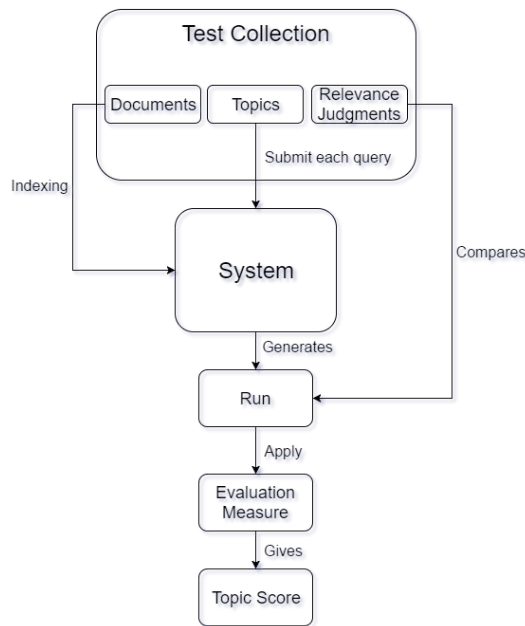 Test Collection
Documents
Topics
Relevance
Judgments
Submit each query
Indexing
System
Compares
Generates
Run
Apply
Evaluation
Measure
Gives
Topic Score